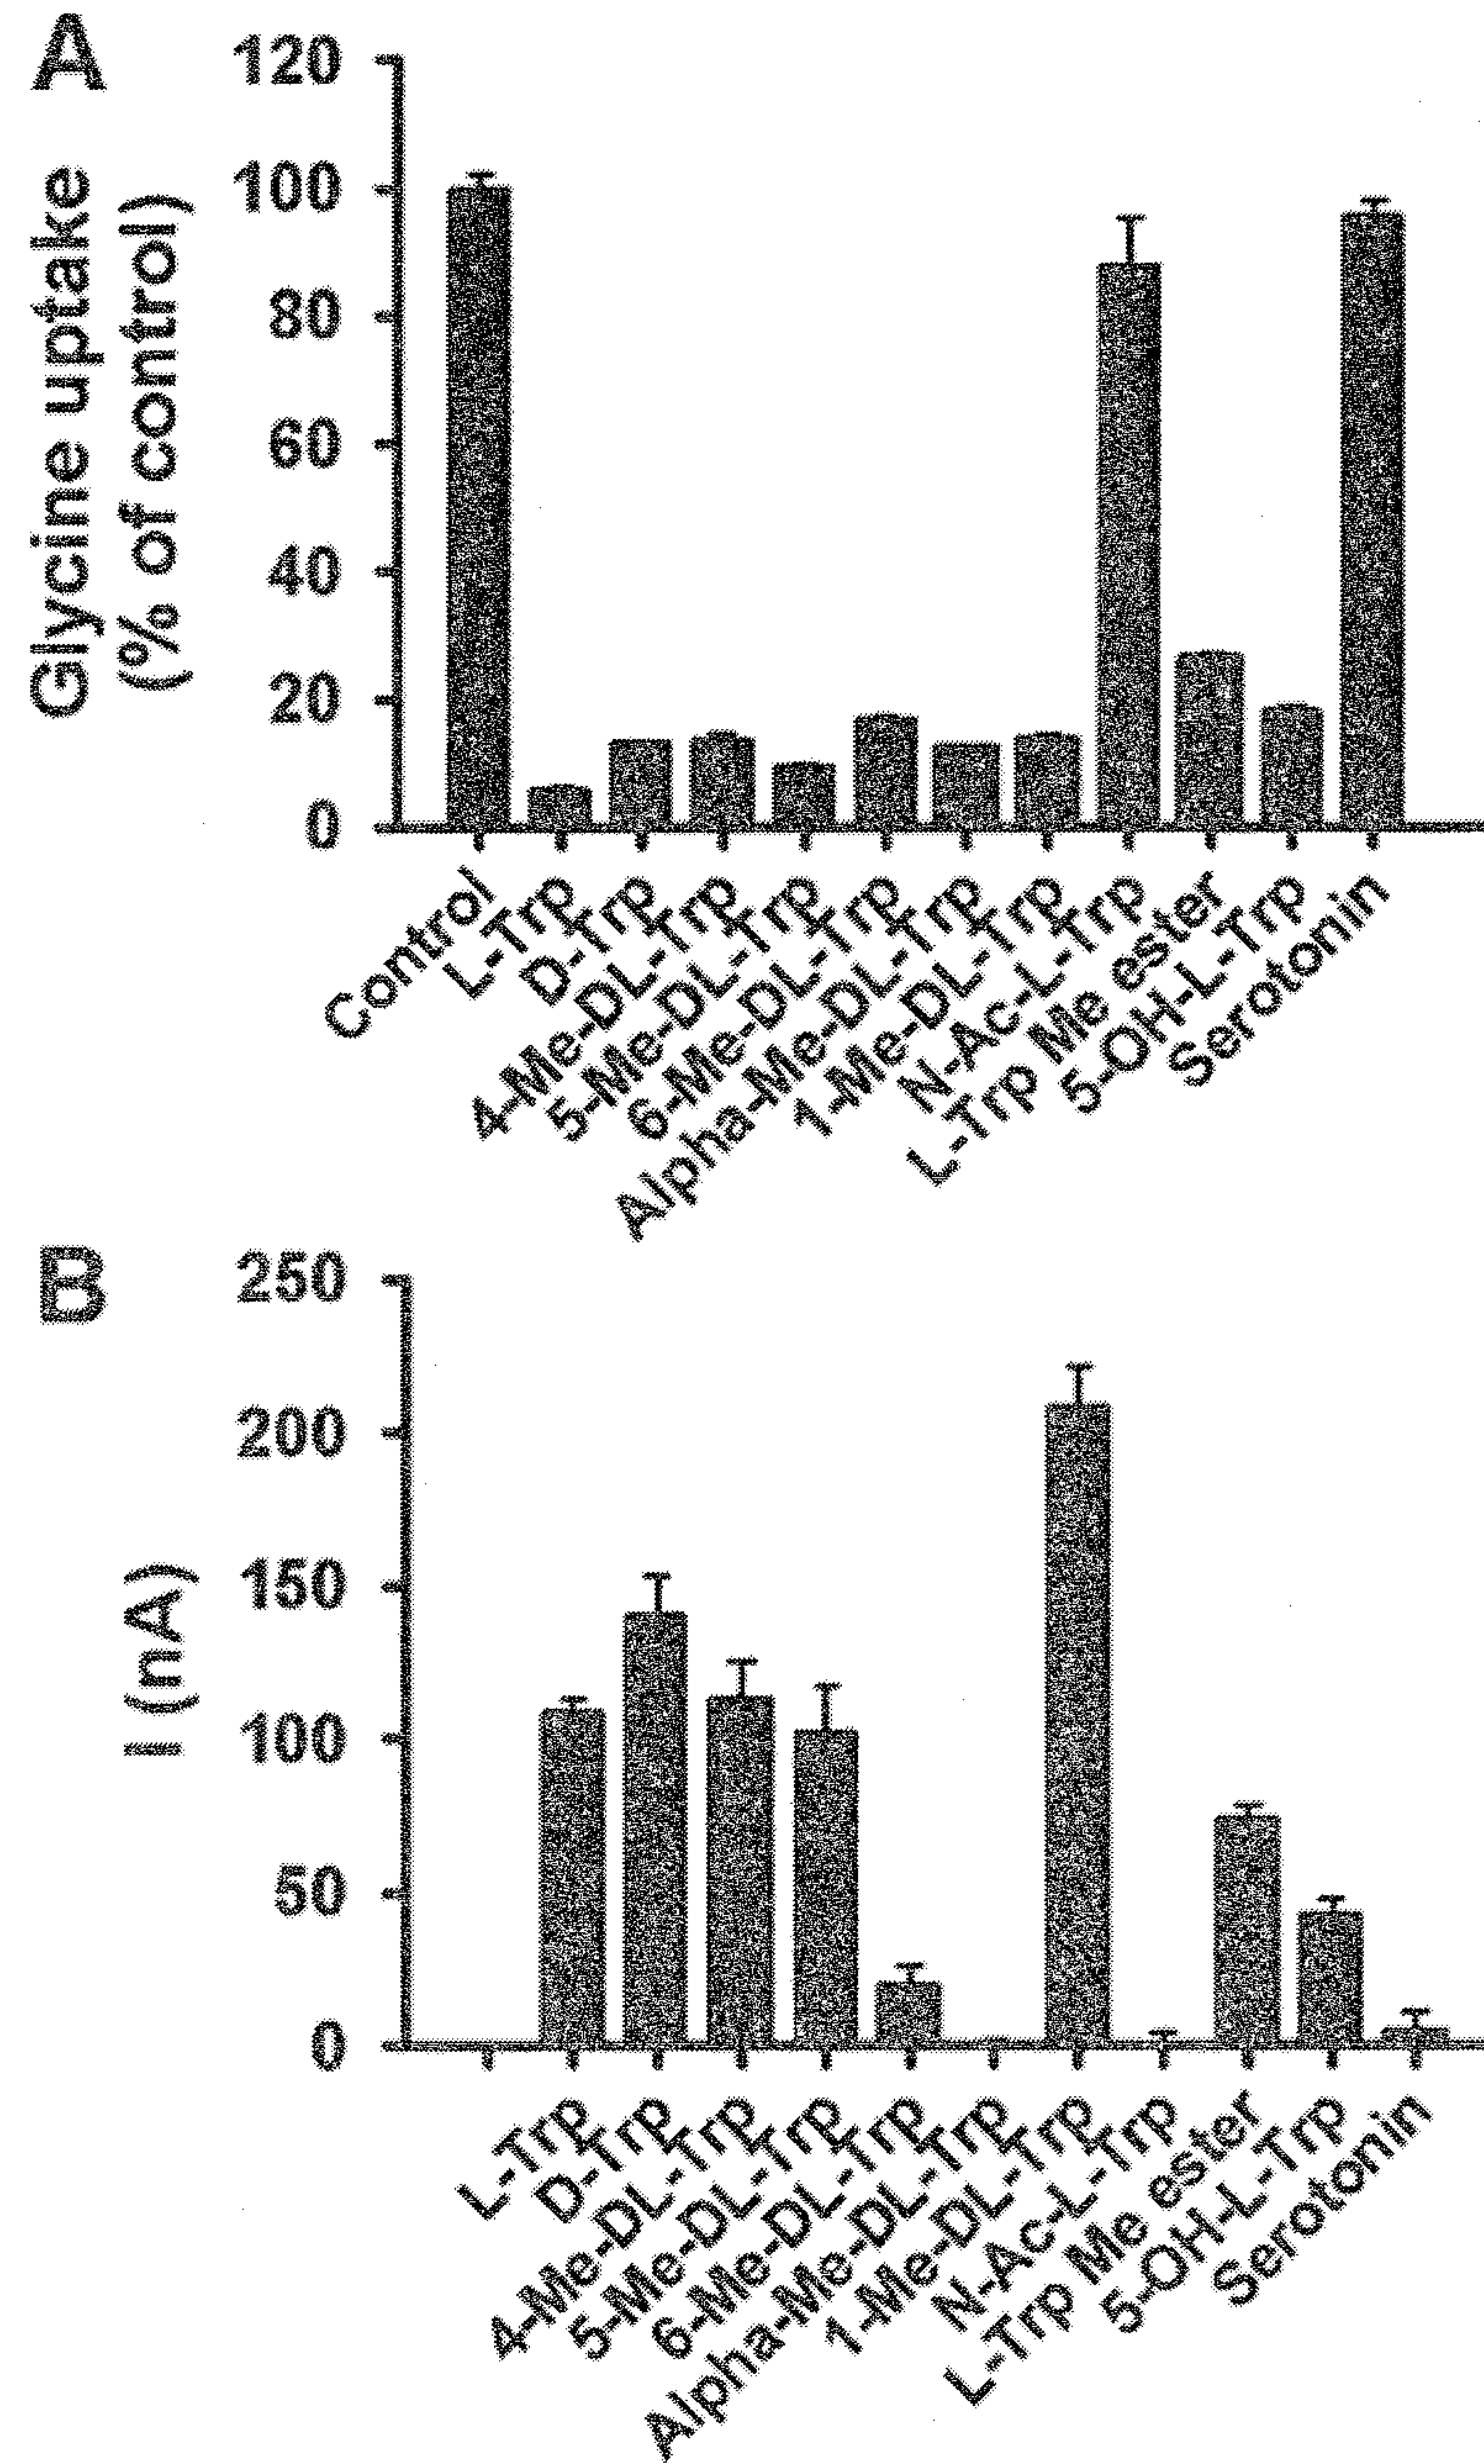 A
120
100
80
60
40
20
0
Glycine uptake
(% of control)
Control
L-Trp
D-Trp
4-Me-DL-Trp
5-Me-DL-Trp
6-Me-DL-Trp
Alpha-Me-DL-Trp
1-Me-DL-Trp
N-Ac-L-Trp
L-Trp Me ester
5-OH-L-Trp
Serotonin
B
250
200
150
100
50
0
I (nA)
L-Trp
D-Trp
4-Me-DL-Trp
5-Me-DL-Trp
6-Me-DL-Trp
Alpha-Me-DL-Trp
1-Me-DL-Trp
N-Ac-L-Trp
L-Trp Me ester
5-OH-L-Trp
Serotonin